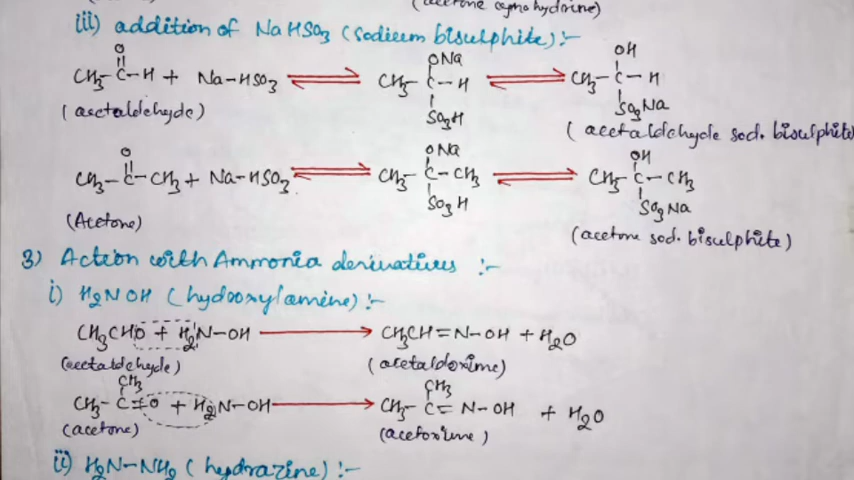 (acetone cyanohydrine)
iii) addition of NaHSO3 (Sodium bisulphite):-
O ONa OH
CH3-C-H + Na-HSO3 CH3-C-H CH3-C-H
SO3H SO3Na
(acetaldehyde) (acetaldehyde sod. bisulphite)
O ONa OH
CH3-C-CH3 + Na-HSO3 CH3-C-CH3 CH3-C-CH3
SO3H SO3Na
(Acetone) (acetone sod. bisulphite)
3) Action with Ammonia derivatives :-
i) H2NOH (hydroxylamine):-
CH3CHO + H2N-OH → CH3CH=N-OH + H2O
(acetaldehyde) (acetaldoxime)
CH3 CH3
CH3-C=O + H2N-OH → CH3-C=N-OH + H2O
(acetone) (acetoxime)
ii) H2N-NH2 (hydrazine):-